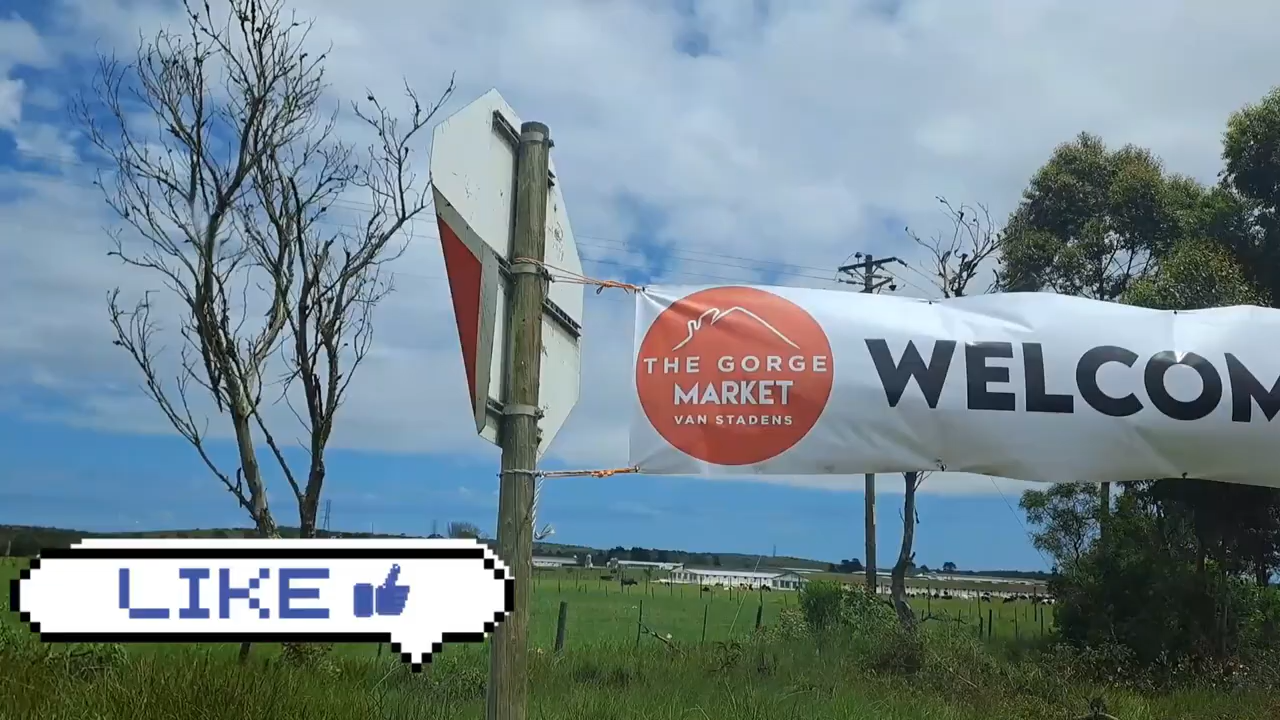 THE GORGE
MARKET
VAN STADENS
WELCOM
LIKE